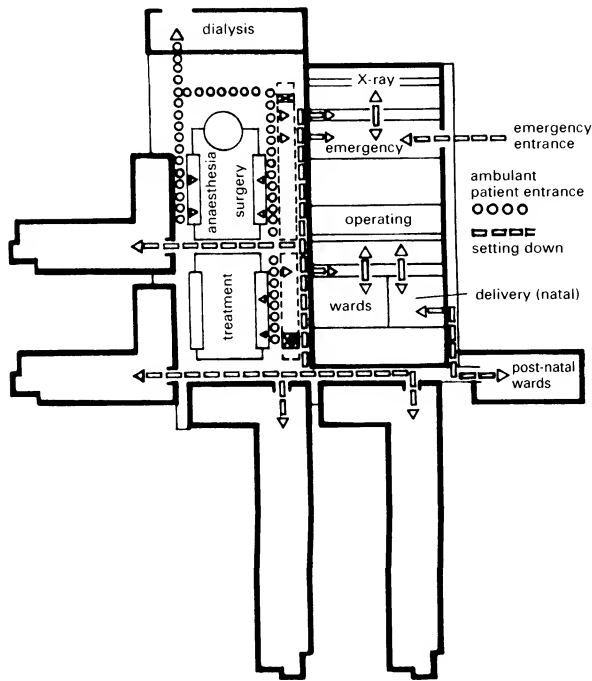 dialysis
X-ray
emergency
emergency
entrance
anaesthesia
surgery
ambulant
patient entrance
operating
setting down
treatment
wards
delivery (natal)
post-natal
wards